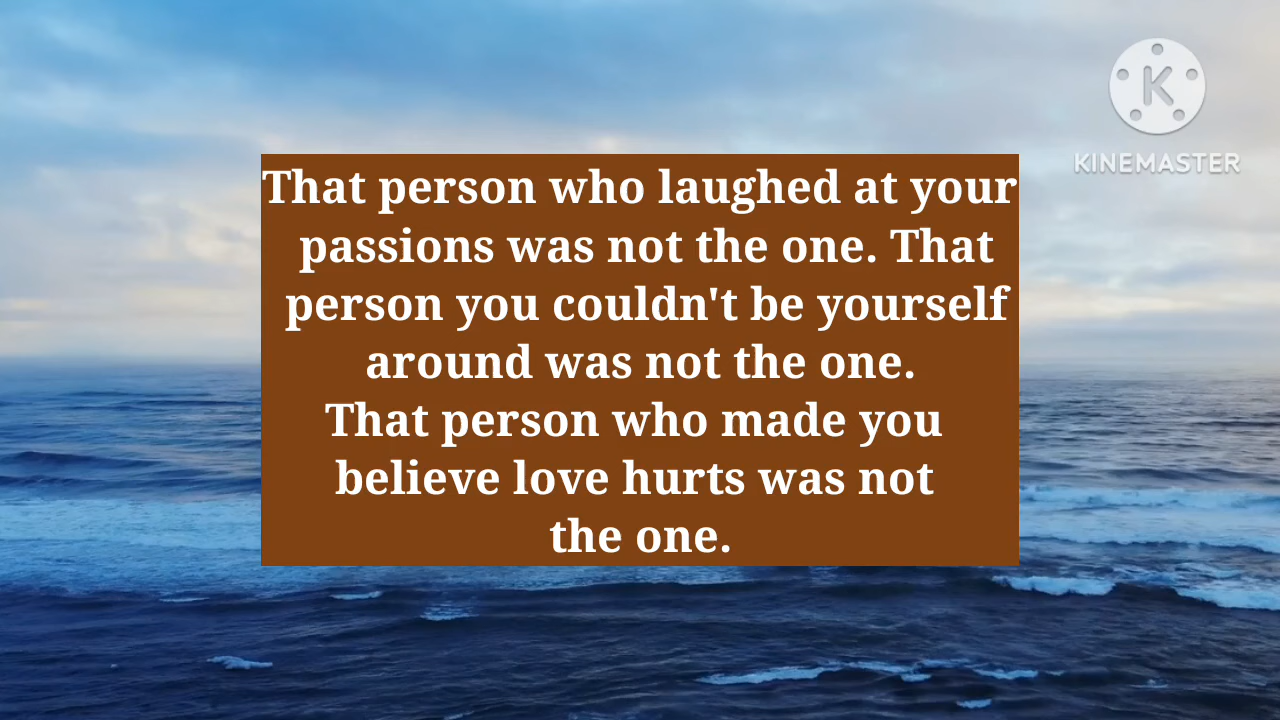 KINEMASTER
That person who laughed at your
passions was not the one. That
person you couldn't be yourself
around was not the one.
That person who made you
believe love hurts was not
the one.